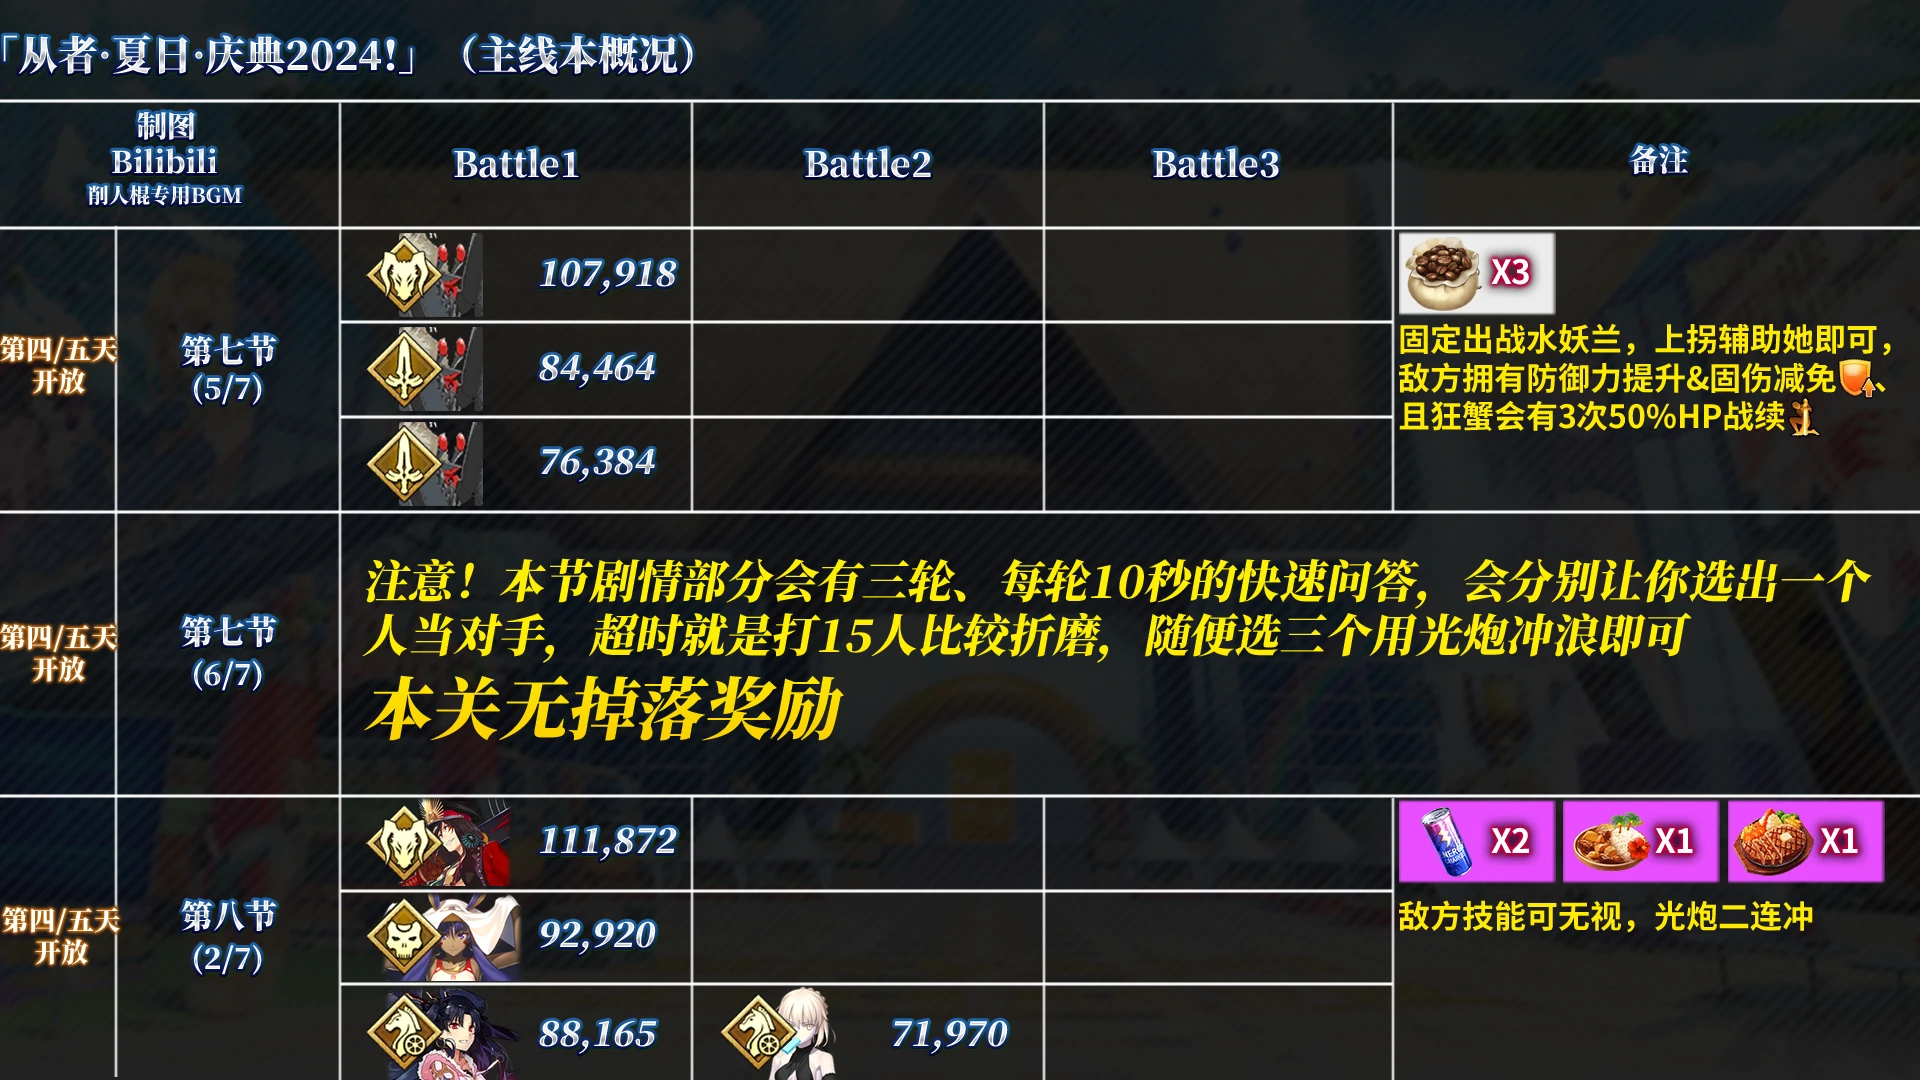 「从者·夏日·庆典2024!」（主线本概况）
制图
Bilibili
削人棍专用BGM
Battle1
Battle2
Battle3
备注
第四/五天
开放
第七节
(5/7)
107,918
84,464
76,384
X3
固定出战水妖兰，上拐辅助她即可，
敌方拥有防御力提升&固伤减免、
且狂蟹会有3次50%HP战续
第四/五天
开放
第七节
(6/7)
注意！本节剧情部分会有三轮、每轮10秒的快速问答，会分别让你选出一个
人当对手，超时就是打15人比较折磨，随便选三个用光炮冲浪即可
本关无掉落奖励
第四/五天
开放
第八节
(2/7)
111,872
92,920
88,165
71,970
X2
X1
X1
敌方技能可无视，光炮二连冲